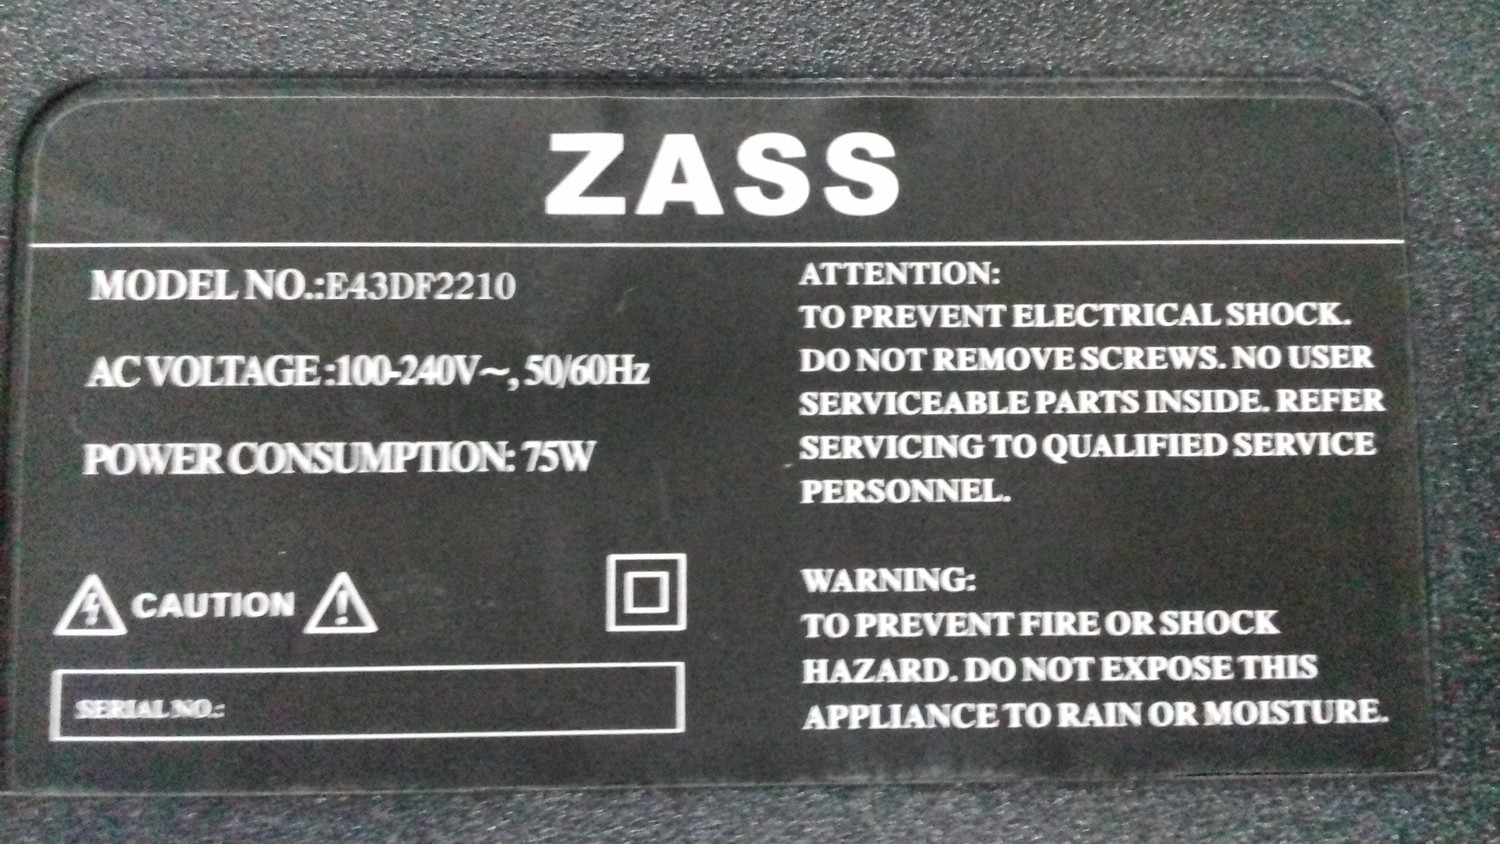 ZASS
MODEL NO.:E43DF2210
AC VOLTAGE:100-240V~, 50/60Hz
POWER CONSUMPTION: 75W
CAUTION
SERIAL NO.:
ATTENTION:
TO PREVENT ELECTRICAL SHOCK.
DO NOT REMOVE SCREWS. NO USER
SERVICEABLE PARTS INSIDE. REFER
SERVICING TO QUALIFIED SERVICE
PERSONNEL.
WARNING:
TO PREVENT FIRE OR SHOCK
HAZARD. DO NOT EXPOSE THIS
APPLIANCE TO RAIN OR MOISTURE.